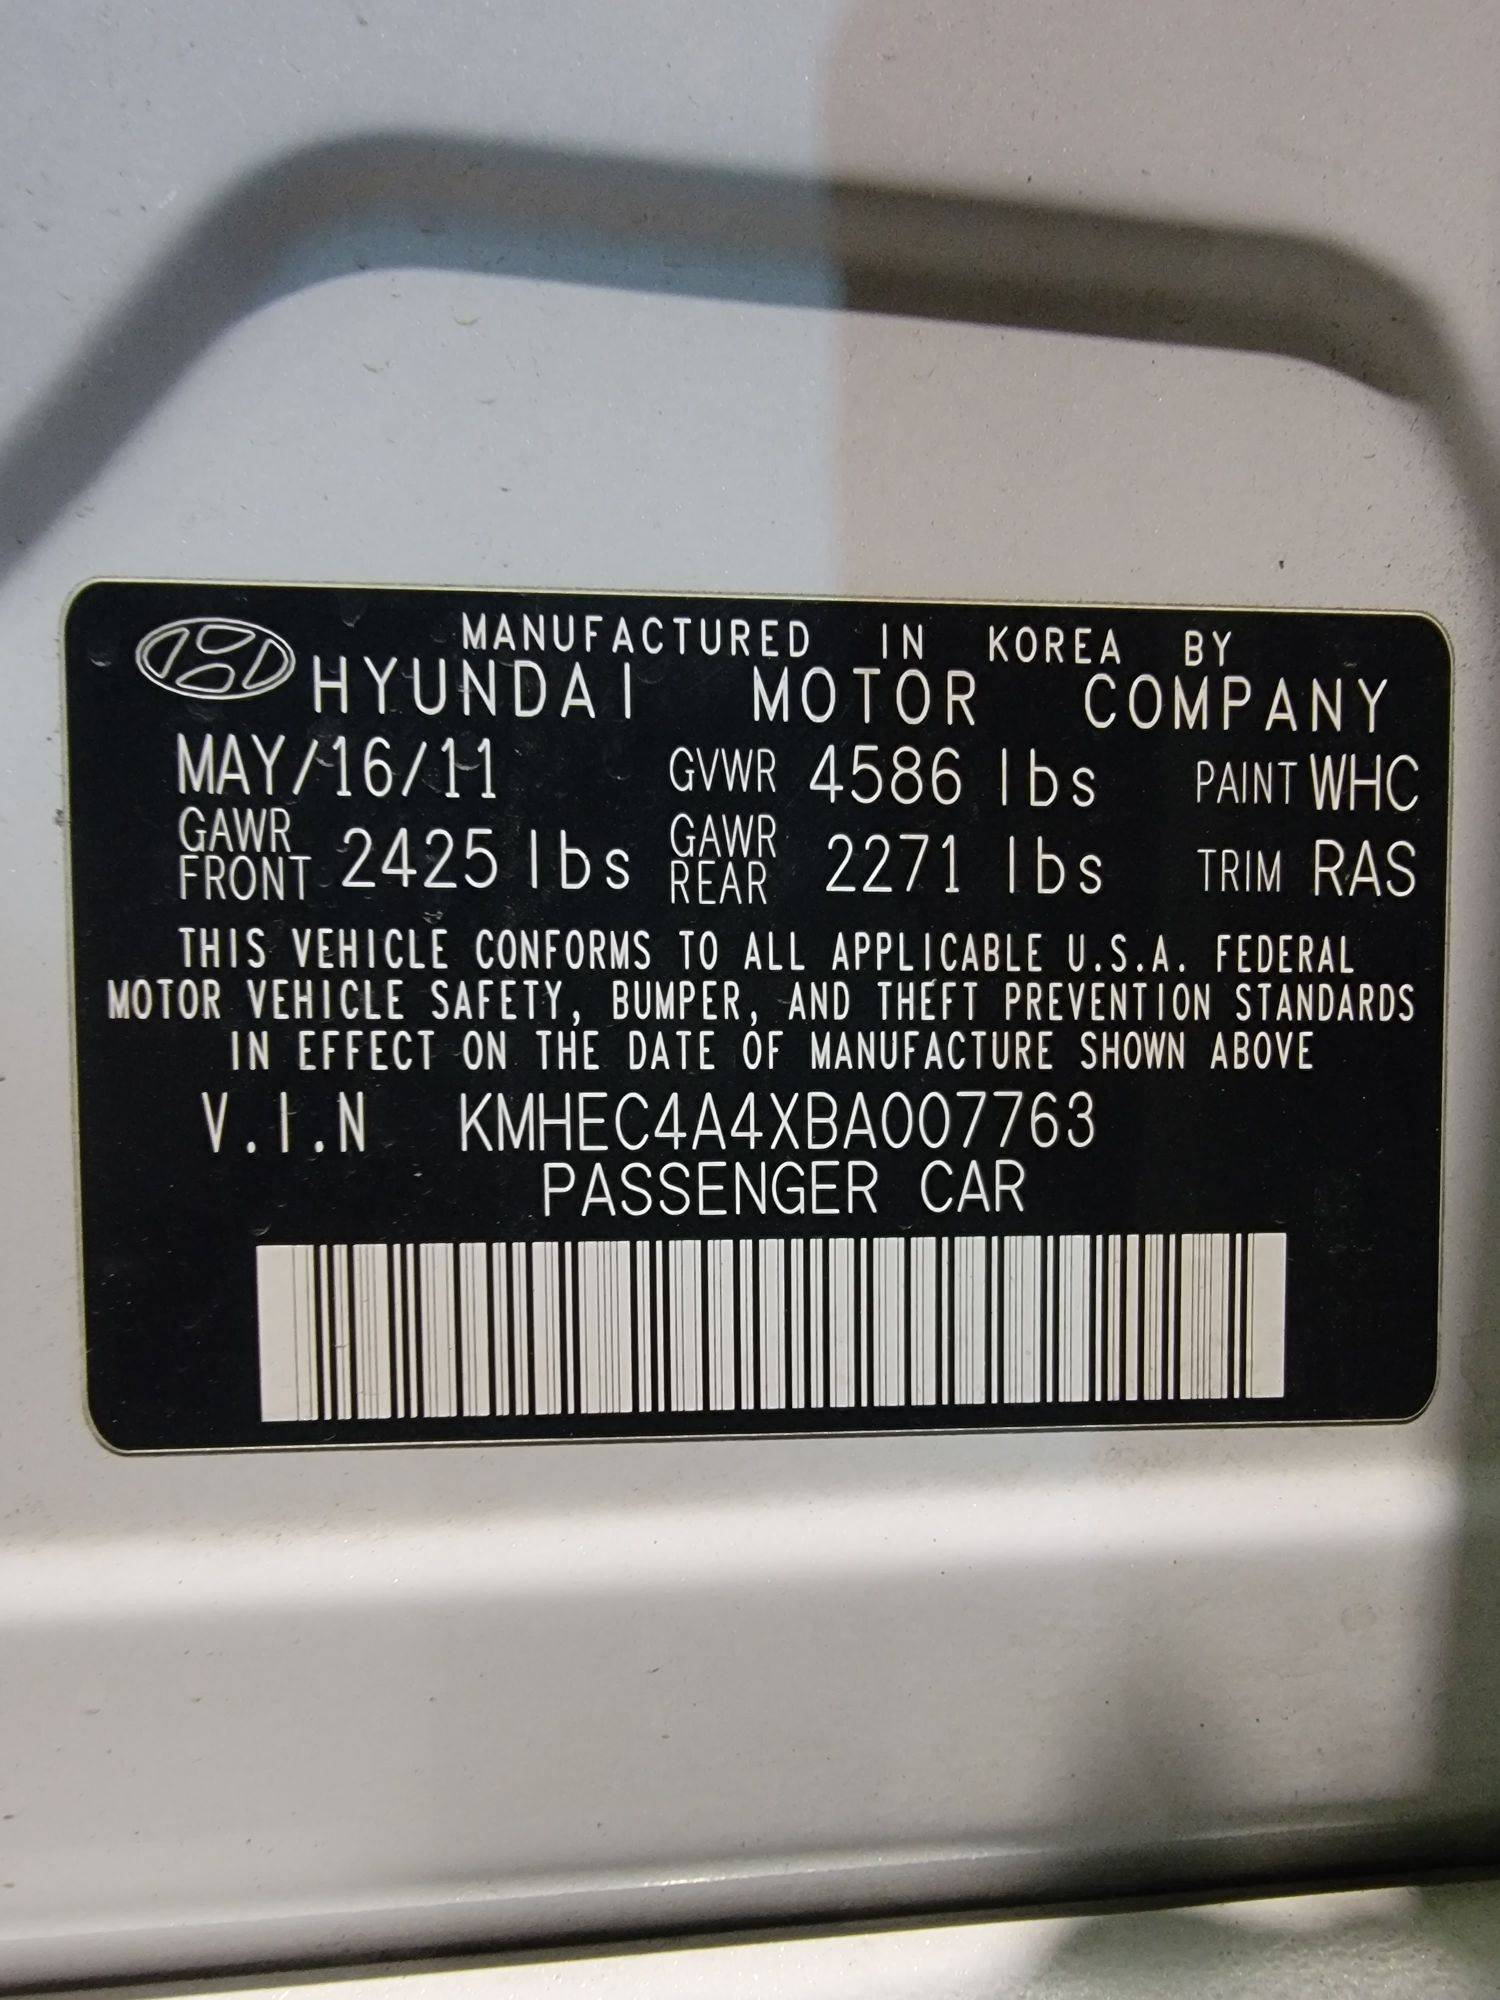 MANUFACTURED IN KOREA BY
HYUNDAI MOTOR COMPANY
MAY/16/11 GVWR 4586 lbs PAINT WHC
GAWR FRONT 2425 lbs GAWR REAR 2271 lbs TRIM RAS
THIS VEHICLE CONFORMS TO ALL APPLICABLE U.S.A. FEDERAL
MOTOR VEHICLE SAFETY, BUMPER, AND THEFT PREVENTION STANDARDS
IN EFFECT ON THE DATE OF MANUFACTURE SHOWN ABOVE
V.I.N KMHEC4A4XBA007763
PASSENGER CAR